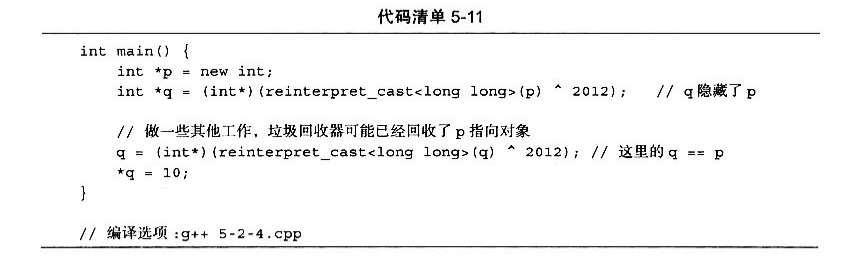 代码清单 5-11
int main() {
    int *p = new int;
    int *q = (int*)(reinterpret_cast<long long>(p) ^ 2012);    // q隐藏了p
    // 做一些其他工作，垃圾回收器可能已经回收了p指向对象
    q = (int*)(reinterpret_cast<long long>(q) ^ 2012); // 这里的q == p
    *q = 10;
}
// 编译选项:g++ 5-2-4.cpp